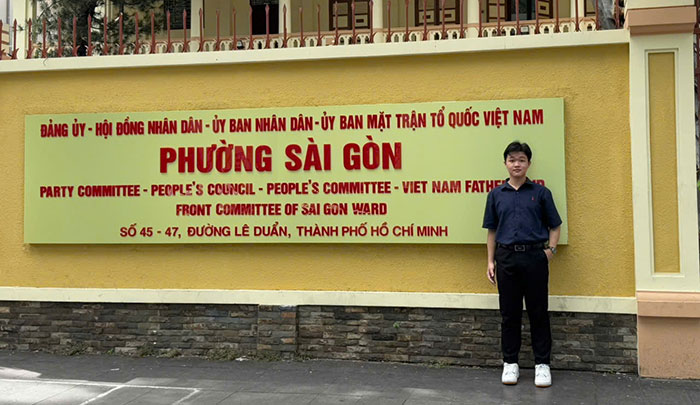 ĐẢNG ỦY - HỘI ĐỒNG NHÂN DÂN - ỦY BAN NHÂN DÂN - ỦY BAN MẶT TRẬN TỔ QUỐC VIỆT NAM
PHƯỜNG SÀI GÒN
PARTY COMMITTEE - PEOPLE'S COUNCIL - PEOPLE'S COMMITTEE - VIET NAM
FRONT COMMITTEE OF SAI GON WARD
SỐ 45 - 47, ĐƯỜNG LÊ DUẨN, THÀNH PHỐ HỒ CHÍ MINH